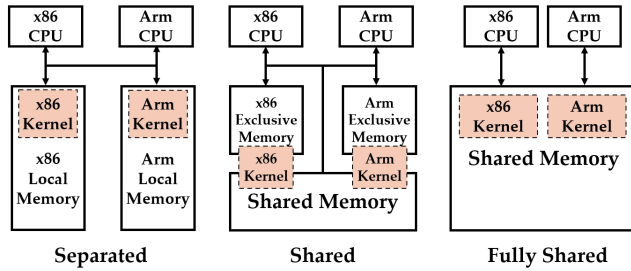 x86
CPU
Arm
CPU
x86
Kernel
x86
Local
Memory
Arm
Kernel
Arm
Local
Memory
Separated
x86
CPU
Arm
CPU
x86
Exclusive
Memory
Arm
Exclusive
Memory
x86
Kernel
Arm
Kernel
Shared Memory
Shared
x86
CPU
Arm
CPU
x86
Kernel
Arm
Kernel
Shared Memory
Fully Shared